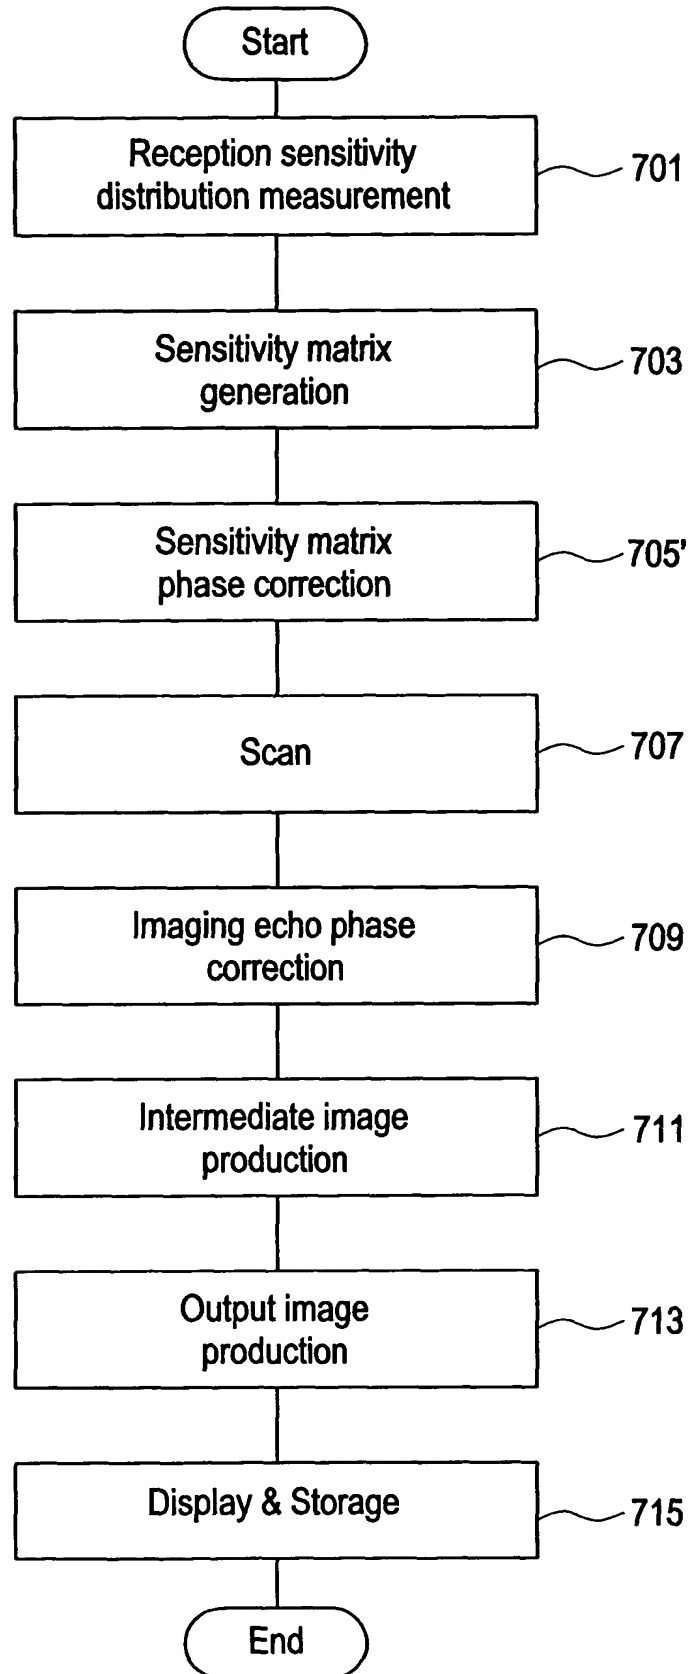 Start
Reception sensitivity
distribution measurement
701
Sensitivity matrix
generation
703
Sensitivity matrix
phase correction
705’
Scan
707
Imaging echo phase
correction
709
Intermediate image
production
711
Output image
production
713
Display & Storage
715
End